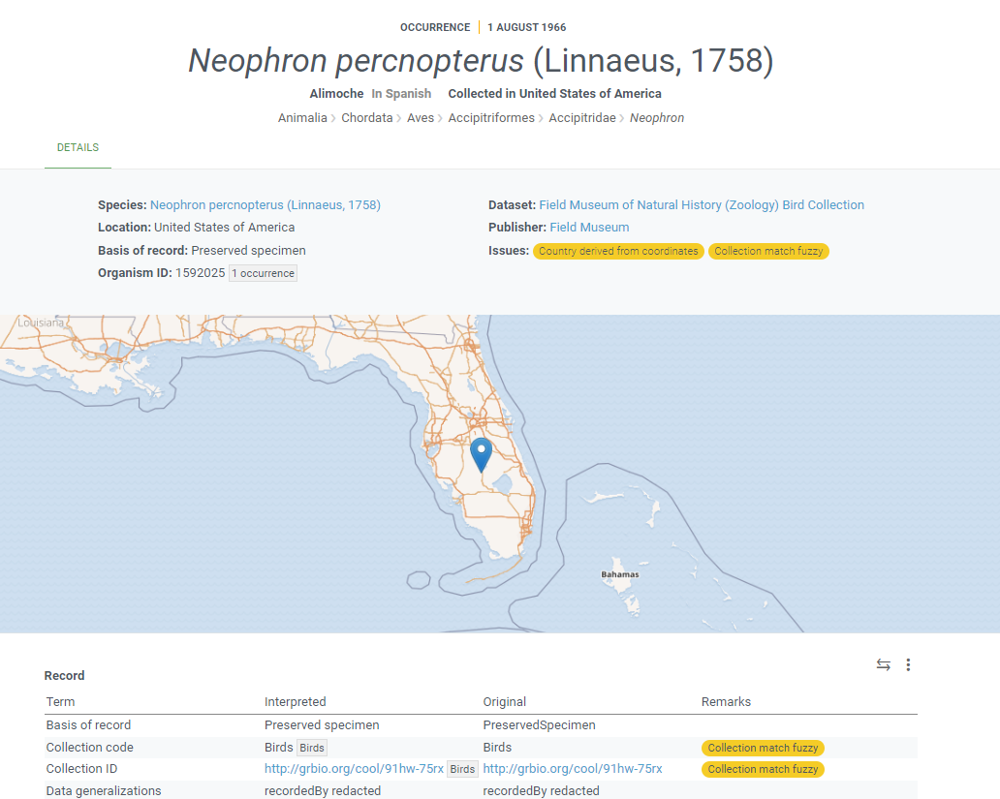 OCCURRENCE | 1 AUGUST 1966
Neophron percnopterus (Linnaeus, 1758)
Alimoche In Spanish Collected in United States of America
Animalia › Chordata › Aves › Accipitriformes › Accipitridae › Neophron
DETAILS
Species: Neophron percnopterus (Linnaeus, 1758)
Location: United States of America
Basis of record: Preserved specimen
Organism ID: 1592025 1 occurrence
Dataset: Field Museum of Natural History (Zoology) Bird Collection
Publisher: Field Museum
Issues: Country derived from coordinates Collection match fuzzy
Louisiana
Bahamas
Record
Term Interpreted Original Remarks
Basis of record Preserved specimen PreservedSpecimen
Collection code Birds Birds Birds Collection match fuzzy
Collection ID http://grbio.org/cool/91hw-75rx Birds http://grbio.org/cool/91hw-75rx Collection match fuzzy
Data generalizations recordedBy redacted recordedBy redacted